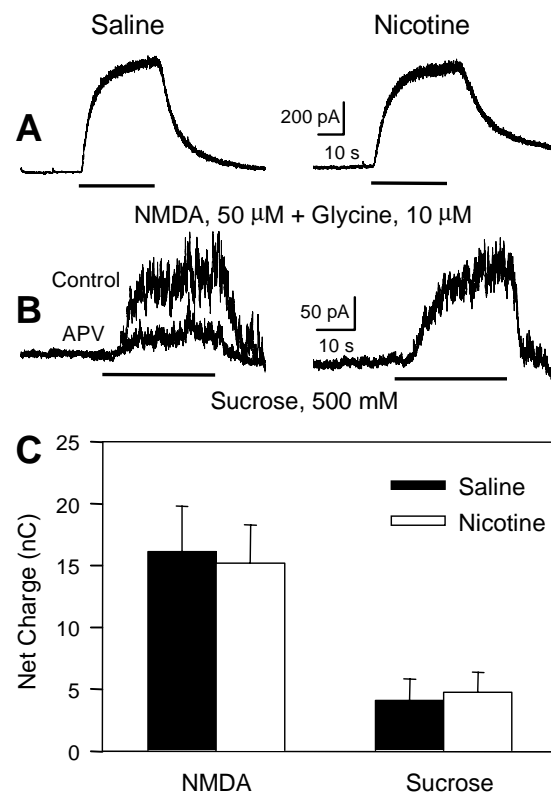 Saline Nicotine
A
200 pA
10 s
NMDA, 50 μM + Glycine, 10 μM
Control
B
50 pA
APV
10 s
Sucrose, 500 mM
C
25
20
15
10
5
0
Net Charge (nC)
Saline
Nicotine
NMDA Sucrose